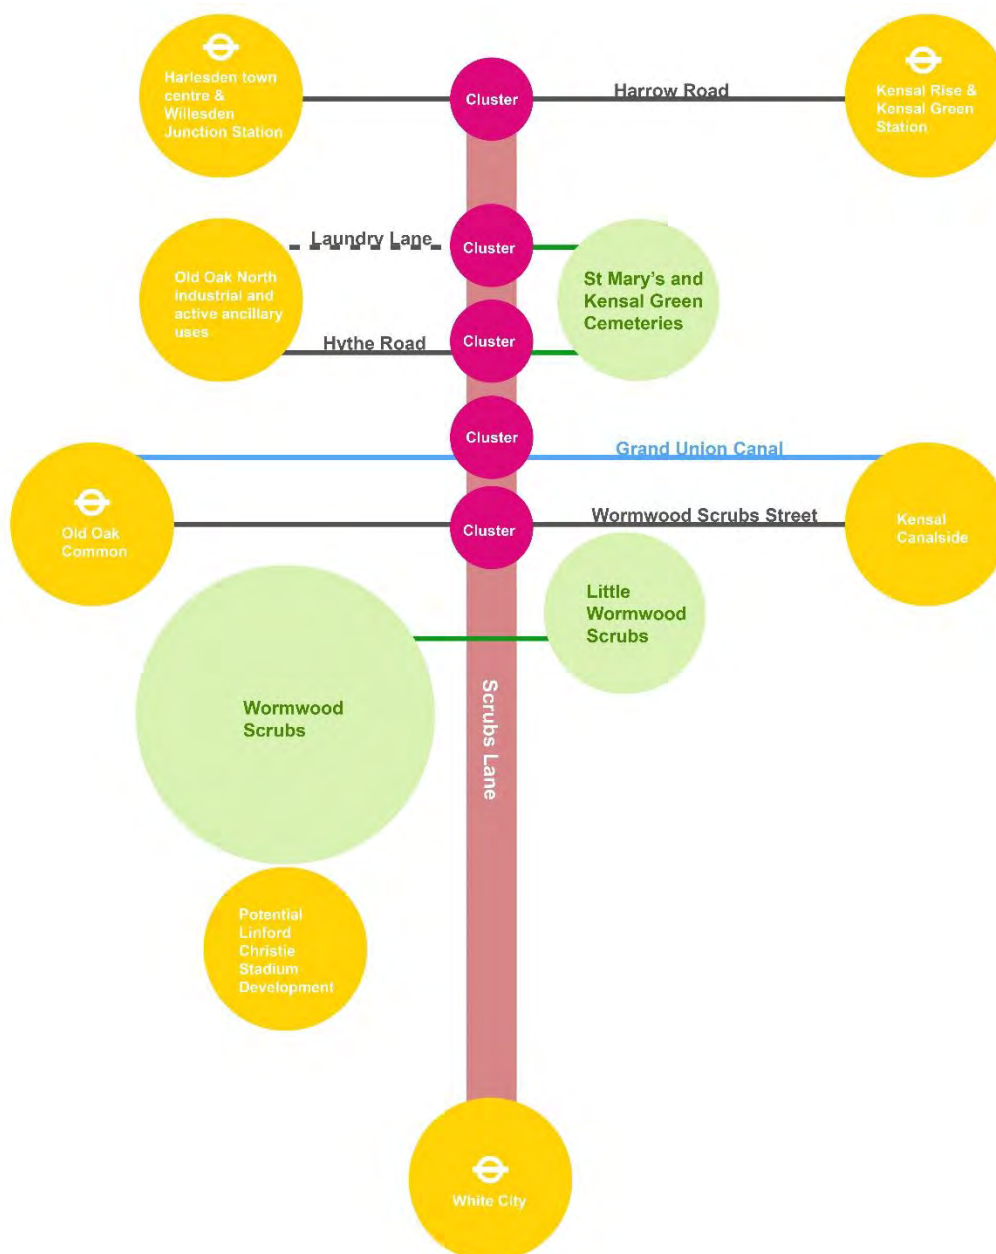 Harlesden town
centre &
Willesden
Junction Station
Cluster
Harrow Road
Kensal Rise &
Kensal Green
Station
Laundry Lane
Cluster
Old Oak North
industrial and
active ancillary
uses
St Mary's and
Kensal Green
Cemeteries
Hythe Road
Cluster
Cluster
Grand Union Canal
Old Oak
Common
Cluster
Wormwood Scrubs Street
Kensal
Canalside
Little
Wormwood
Scrubs
Wormwood
Scrubs
Scrubs Lane
Potential
Linford
Christie
Stadium
Development
White City